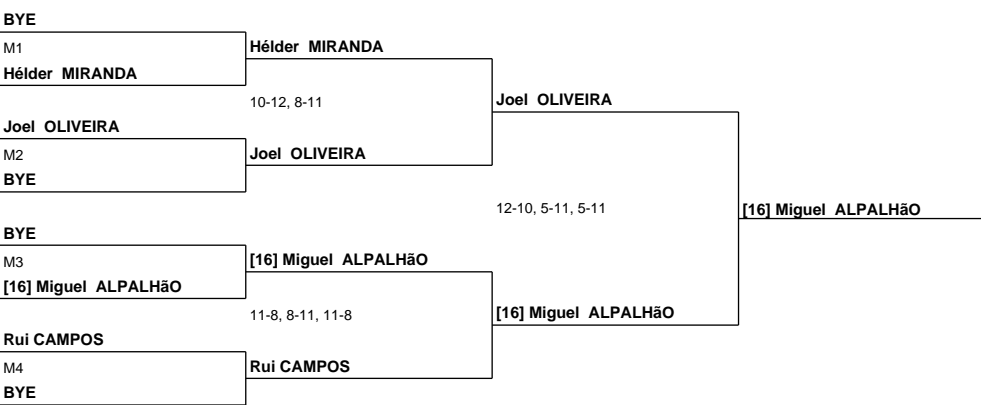 BYE
M1
Hélder MIRANDA
Hélder MIRANDA
10-12, 8-11
Joel OLIVEIRA
Joel OLIVEIRA
M2
Joel OLIVEIRA
BYE
12-10, 5-11, 5-11
[16] Miguel ALPALHãO
BYE
M3
[16] Miguel ALPALHãO
[16] Miguel ALPALHãO
11-8, 8-11, 11-8
[16] Miguel ALPALHãO
Rui CAMPOS
M4
Rui CAMPOS
BYE